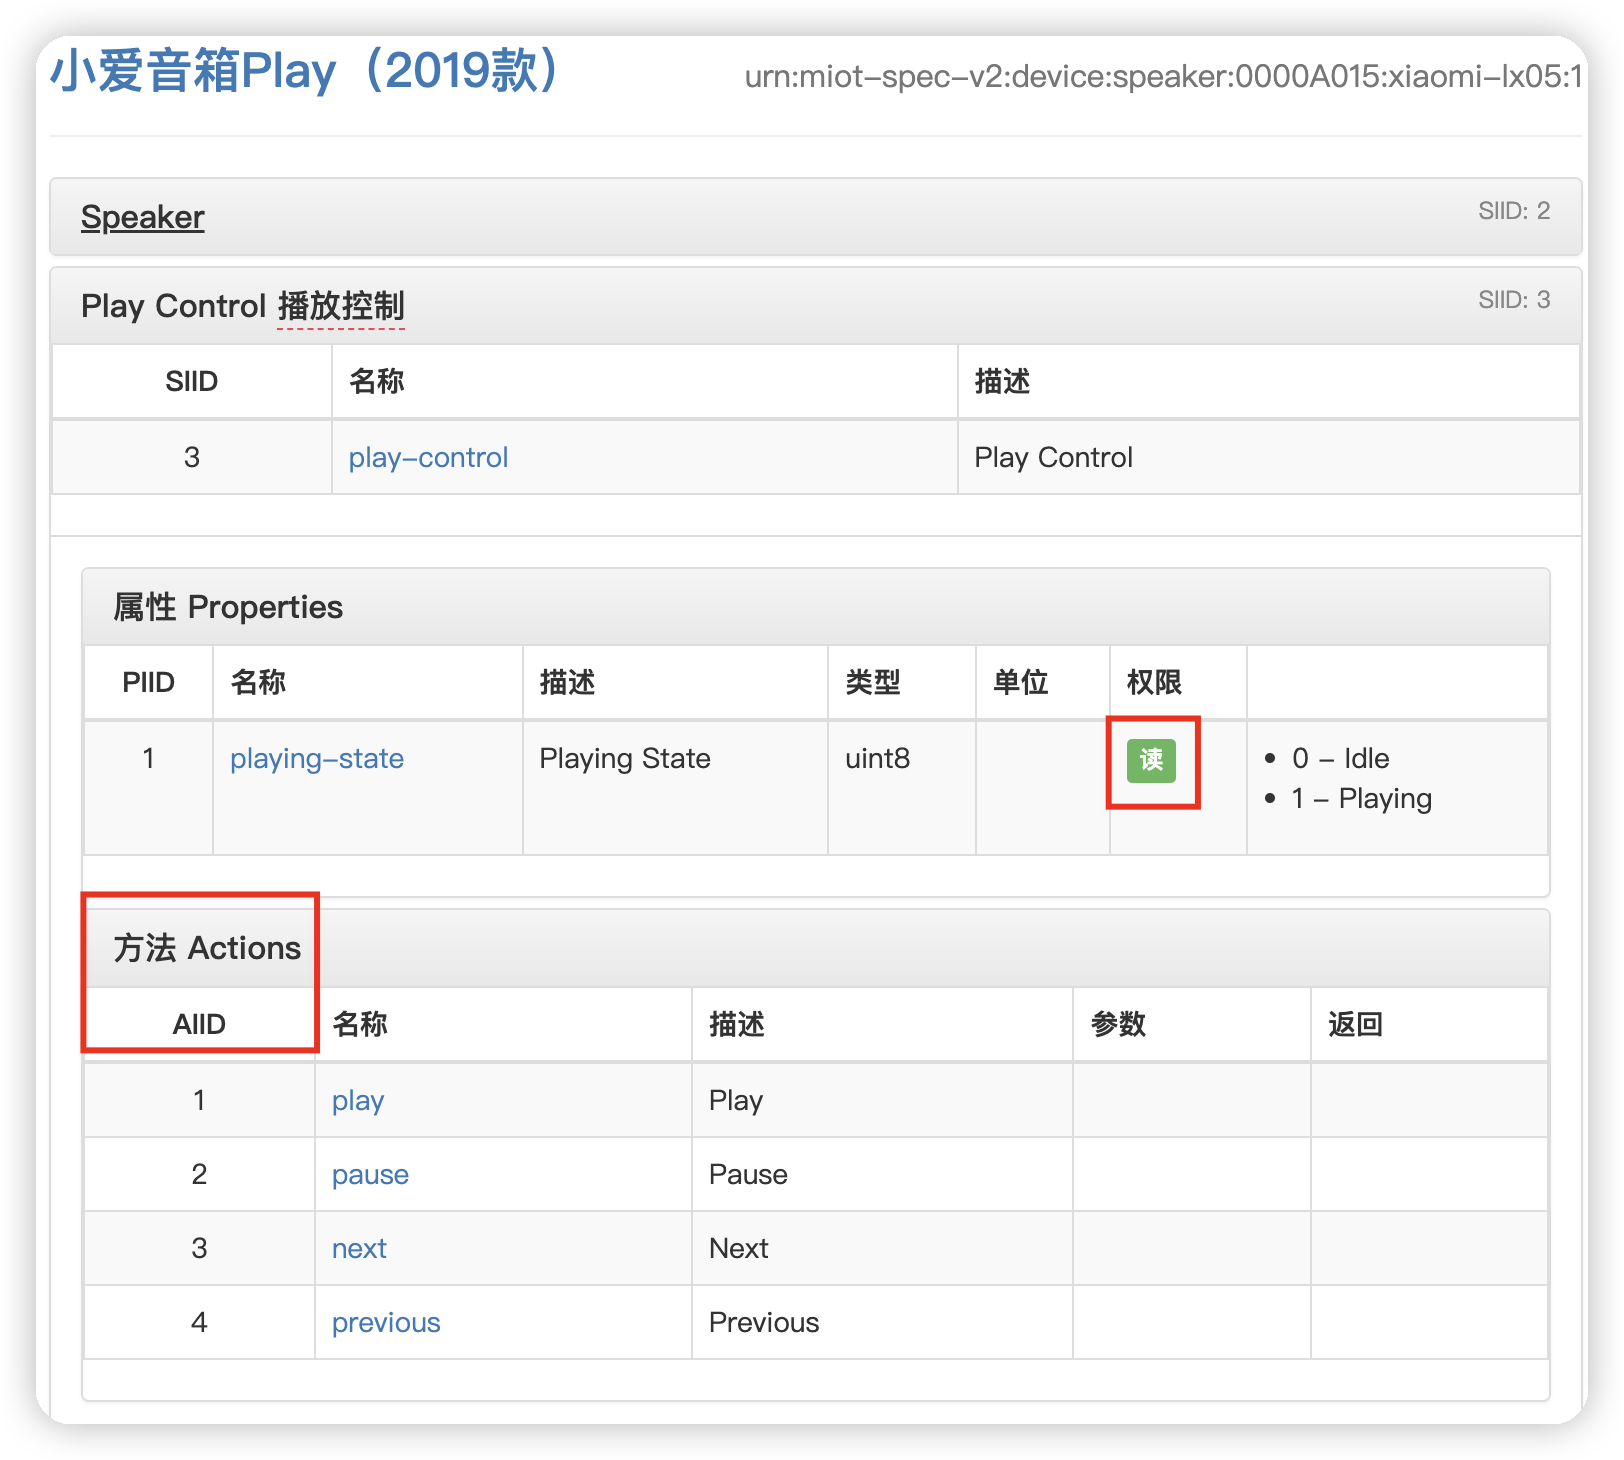 小爱音箱Play（2019款）
urn:miot-spec-v2:device:speaker:0000A015:xiaomi-lx05:1
Speaker SIID: 2
Play Control 播放控制 SIID: 3
SIID 名称 描述
3 play-control Play Control
属性 Properties
PIID 名称 描述 类型 单位 权限
1 playing-state Playing State uint8 读 • 0 – Idle
• 1 – Playing
方法 Actions
AIID 名称 描述 参数 返回
1 play Play
2 pause Pause
3 next Next
4 previous Previous